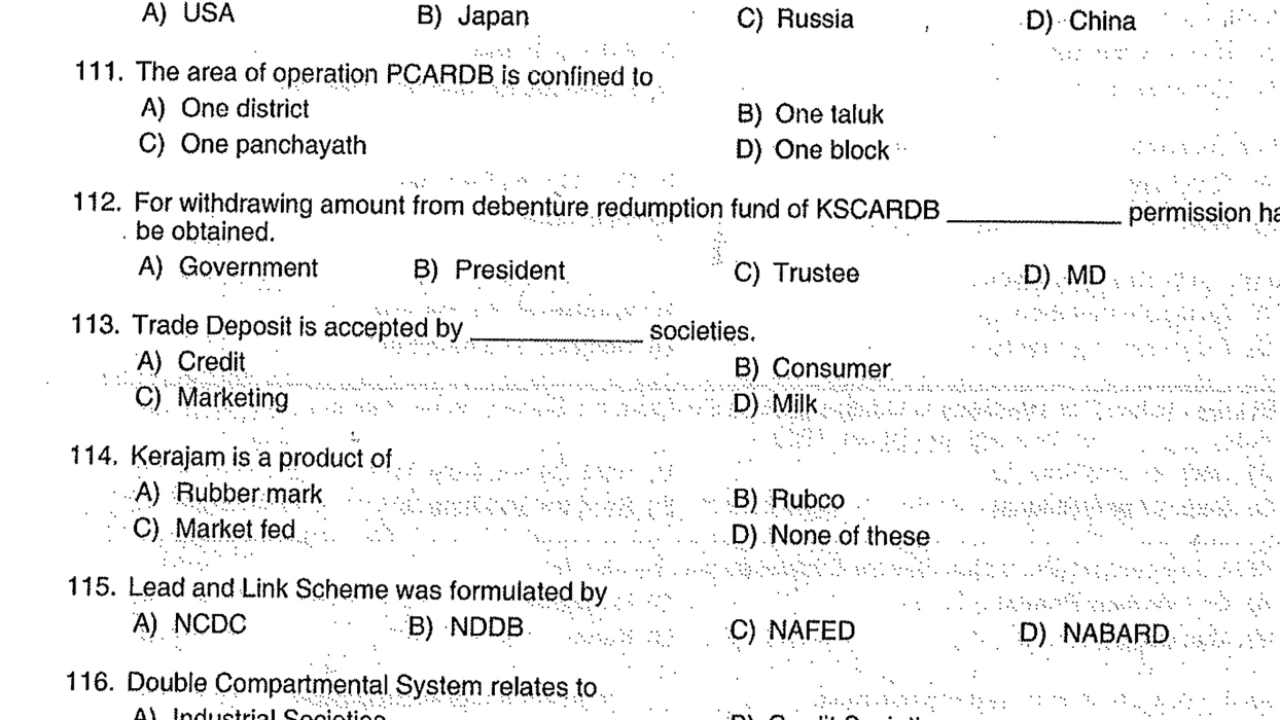 A) USA B) Japan C) Russia D) China
111. The area of operation PCARDB is confined to
A) One district B) One taluk
C) One panchayath D) One block
112. For withdrawing amount from debenture redumption fund of KSCARDB ____________ permission ha
be obtained.
A) Government B) President C) Trustee D) MD
113. Trade Deposit is accepted by ____________ societies.
A) Credit B) Consumer
C) Marketing D) Milk
114. Kerajam is a product of
A) Rubber mark B) Rubco
C) Market fed D) None of these
115. Lead and Link Scheme was formulated by
A) NCDC B) NDDB C) NAFED D) NABARD
116. Double Compartmental System relates to
A) Industrial Societies B) Credit Societ